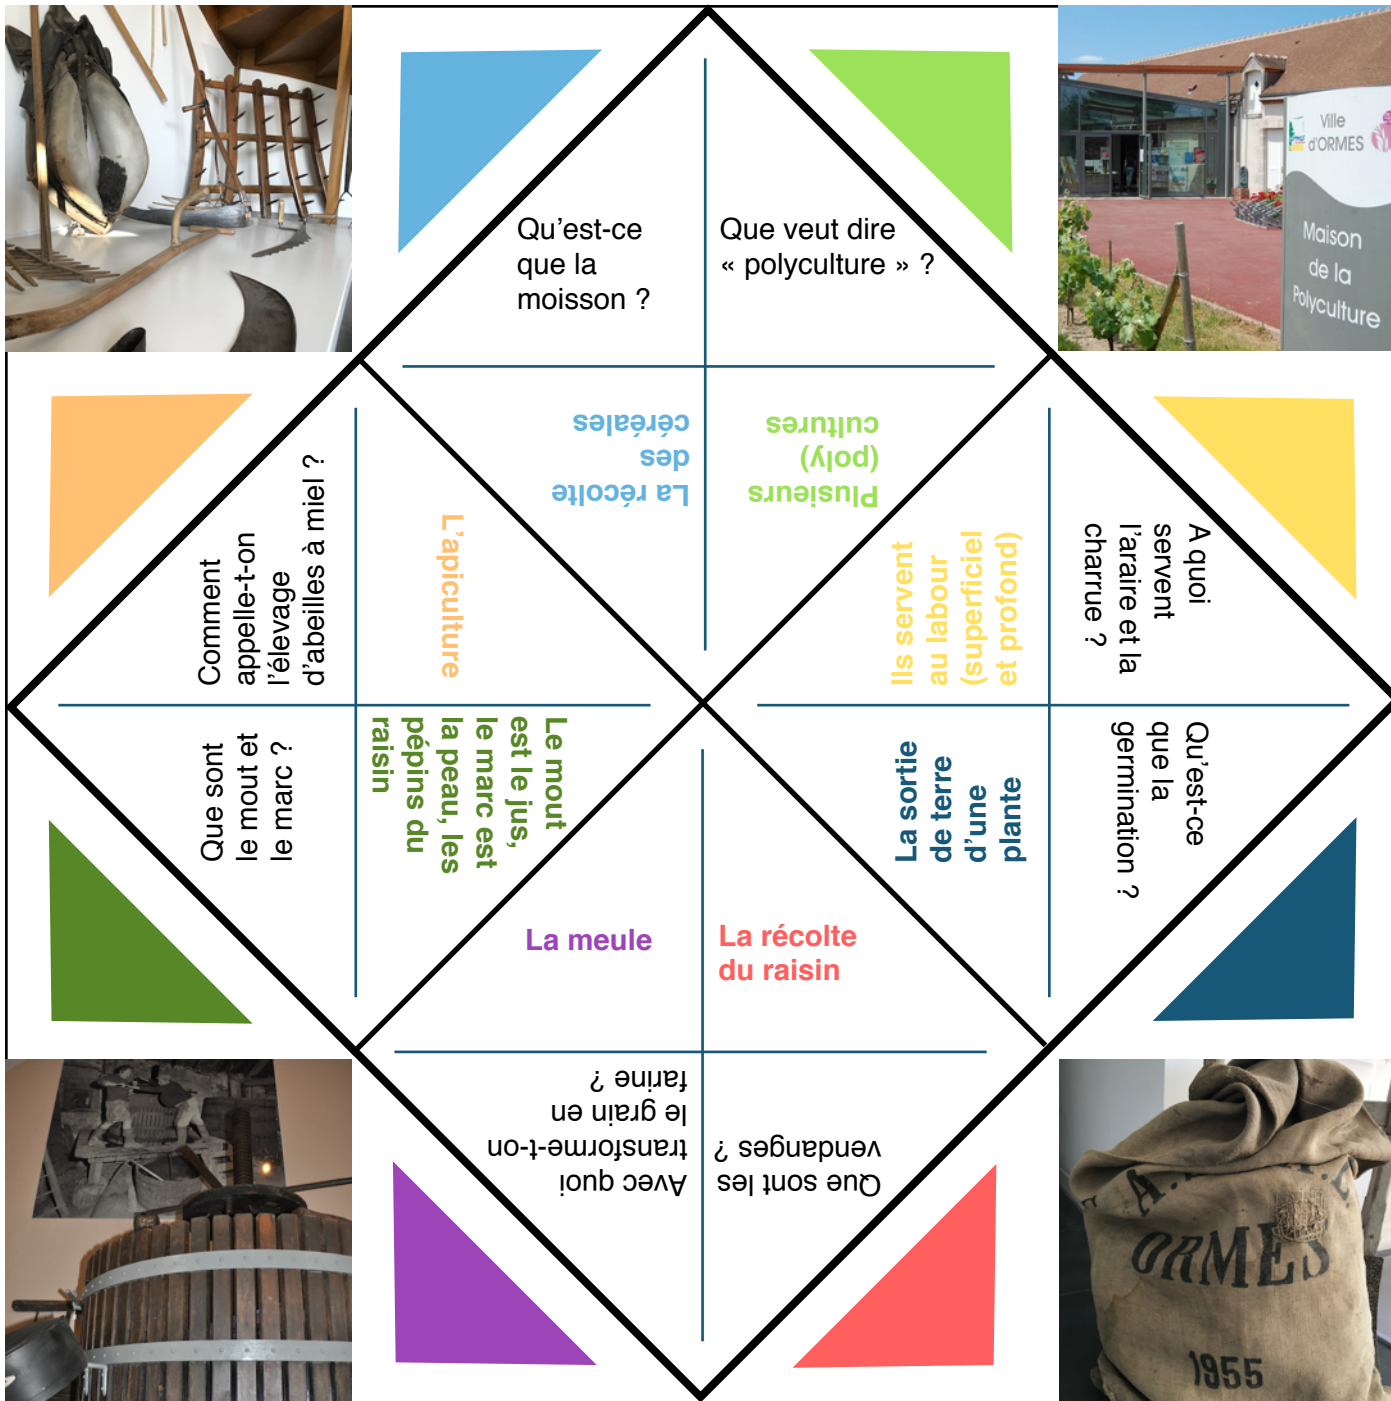 Ville
d'ORMES
Maison
de la
Polyculture
Qu'est-ce
que la
moisson ?
Que veut dire
« polyculture » ?
La récolte
des
céréales
Plusieurs
(poly)
cultures
Comment
appelle-t-on
l'élevage
d'abeilles à miel ?
L'apiculture
Ils servent
au labour
(superficiel
et profond)
A quoi
servent
l'araire et la
charrue ?
Que sont
le mout et
le marc ?
Le mout
est le jus,
le marc est
la peau, les
pépins du
raisin
La sortie
de terre
d'une
plante
Qu'est-ce
que la
germination ?
La meule
La récolte
du raisin
Avec quoi
transforme-t-on
le grain en
farine ?
Que sont les
vendanges ?
ORMES
1955